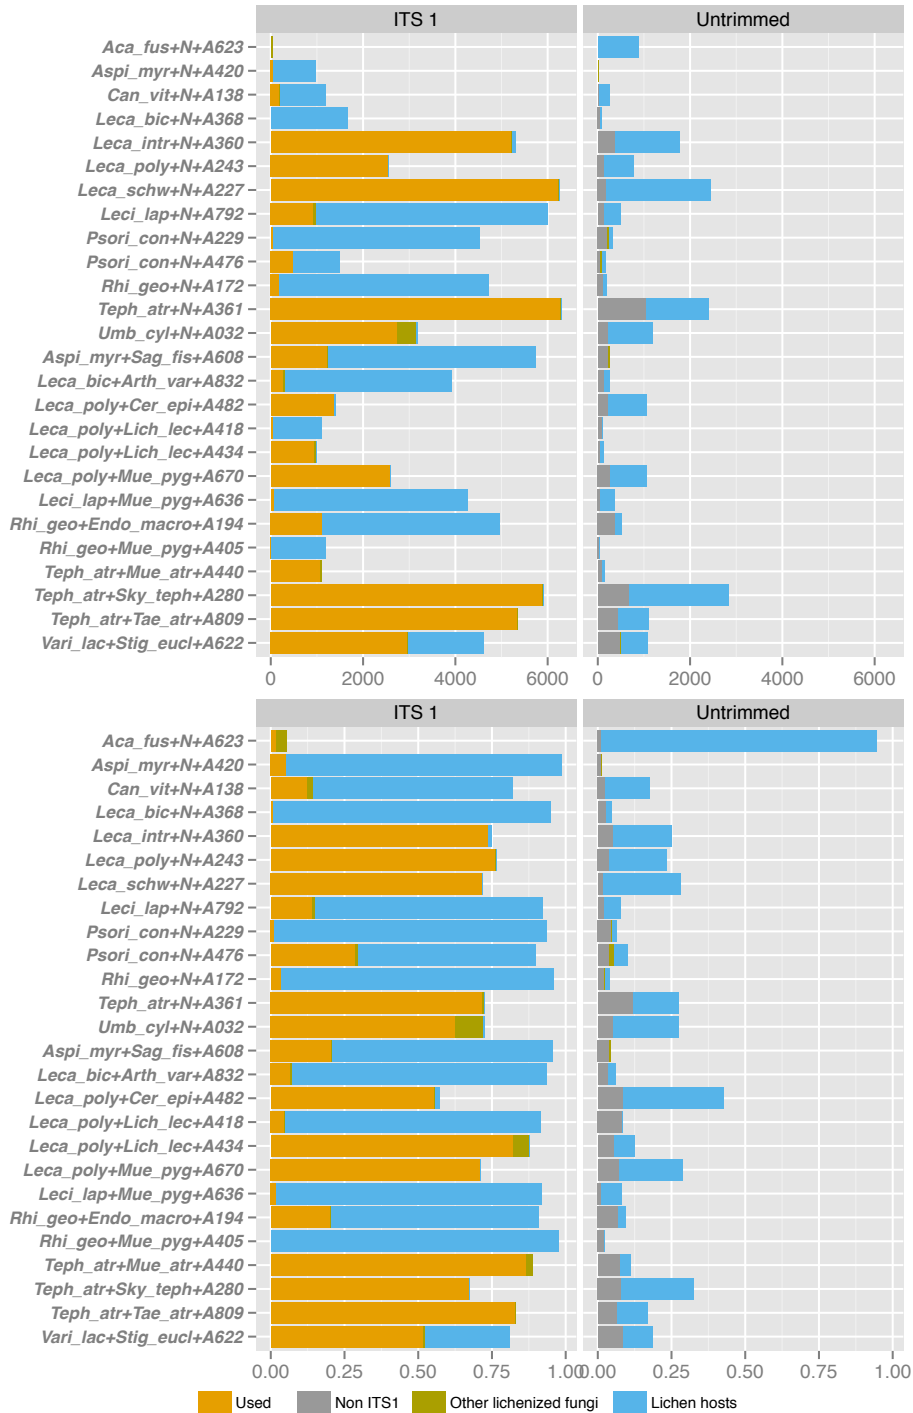 ITS 1 Untrimmed
Aca_fus+N+A623
Aspi_myr+N+A420
Can_vit+N+A138
Leca_bic+N+A368
Leca_intr+N+A360
Leca_poly+N+A243
Leca_schw+N+A227
Leci_lap+N+A792
Psori_con+N+A229
Psori_con+N+A476
Rhi_geo+N+A172
Teph_atr+N+A361
Umb_cyl+N+A032
Aspi_myr+Sag_fis+A608
Leca_bic+Arth_var+A832
Leca_poly+Cer_epi+A482
Leca_poly+Lich_lec+A418
Leca_poly+Lich_lec+A434
Leca_poly+Mue_pyg+A670
Leci_lap+Mue_pyg+A636
Rhi_geo+Endo_macro+A194
Rhi_geo+Mue_pyg+A405
Teph_atr+Mue_atr+A440
Teph_atr+Sky_teph+A280
Teph_atr+Tae_atr+A809
Vari_lac+Stig_eucl+A622
0 2000 4000 6000 0 2000 4000 6000
ITS 1 Untrimmed
Aca_fus+N+A623
Aspi_myr+N+A420
Can_vit+N+A138
Leca_bic+N+A368
Leca_intr+N+A360
Leca_poly+N+A243
Leca_schw+N+A227
Leci_lap+N+A792
Psori_con+N+A229
Psori_con+N+A476
Rhi_geo+N+A172
Teph_atr+N+A361
Umb_cyl+N+A032
Aspi_myr+Sag_fis+A608
Leca_bic+Arth_var+A832
Leca_poly+Cer_epi+A482
Leca_poly+Lich_lec+A418
Leca_poly+Lich_lec+A434
Leca_poly+Mue_pyg+A670
Leci_lap+Mue_pyg+A636
Rhi_geo+Endo_macro+A194
Rhi_geo+Mue_pyg+A405
Teph_atr+Mue_atr+A440
Teph_atr+Sky_teph+A280
Teph_atr+Tae_atr+A809
Vari_lac+Stig_eucl+A622
0.00 0.25 0.50 0.75 1.00 0.00 0.25 0.50 0.75 1.00
Used Non ITS1 Other lichenized fungi Lichen hosts